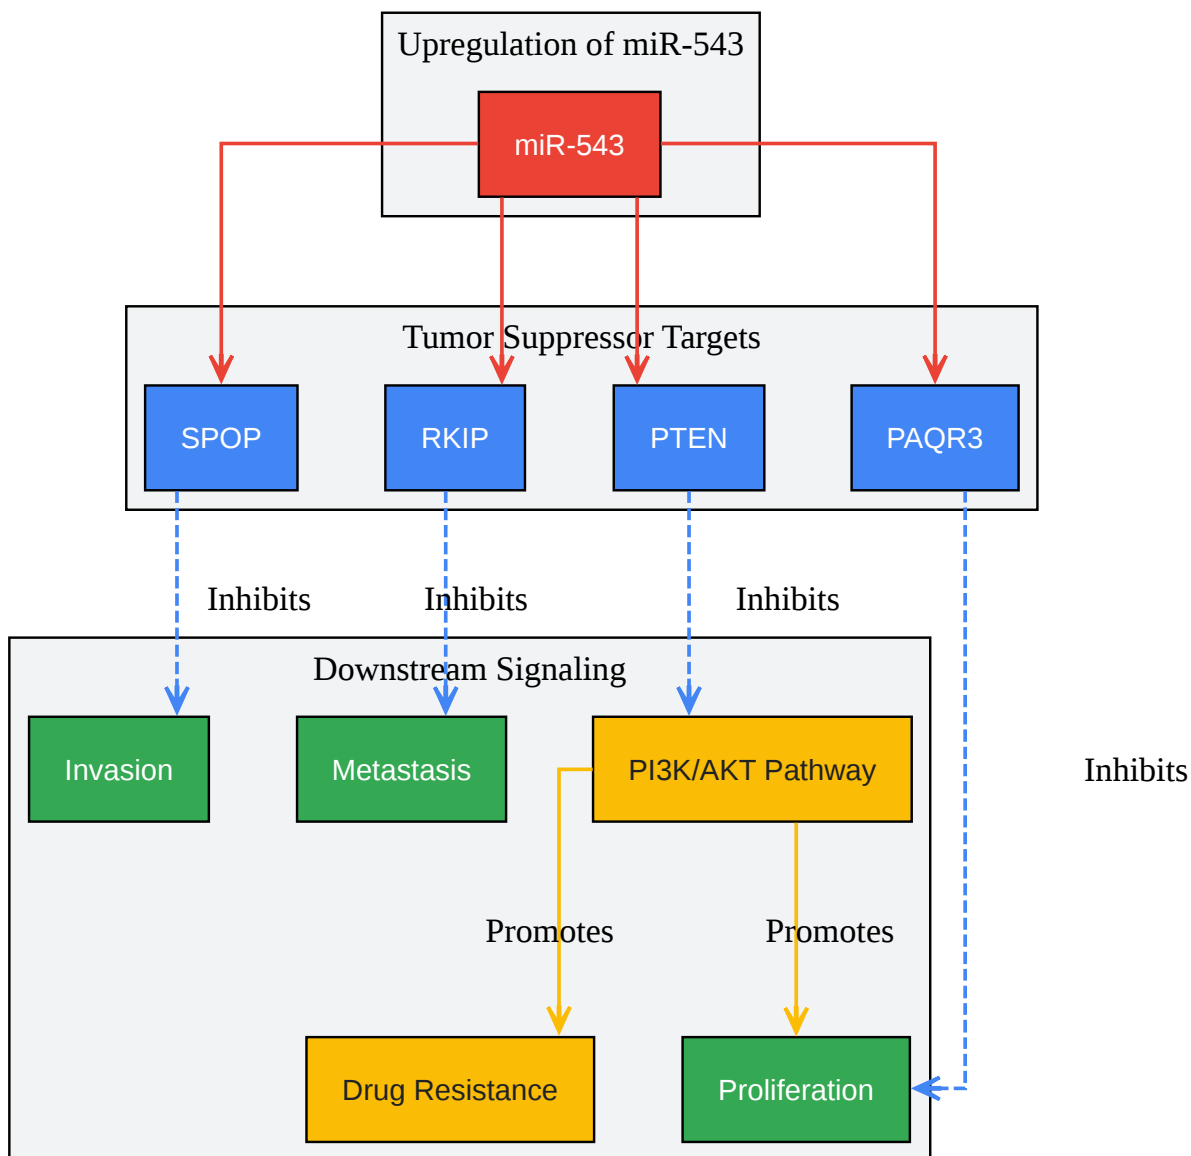 Upregulation of miR-543
miR-543
Tumor Suppressor Targets
SPOP
RKIP
PTEN
PAQR3
Inhibits
Inhibits
Inhibits
Downstream Signaling
Invasion
Metastasis
PI3K/AKT Pathway
Inhibits
Promotes
Promotes
Drug Resistance
Proliferation